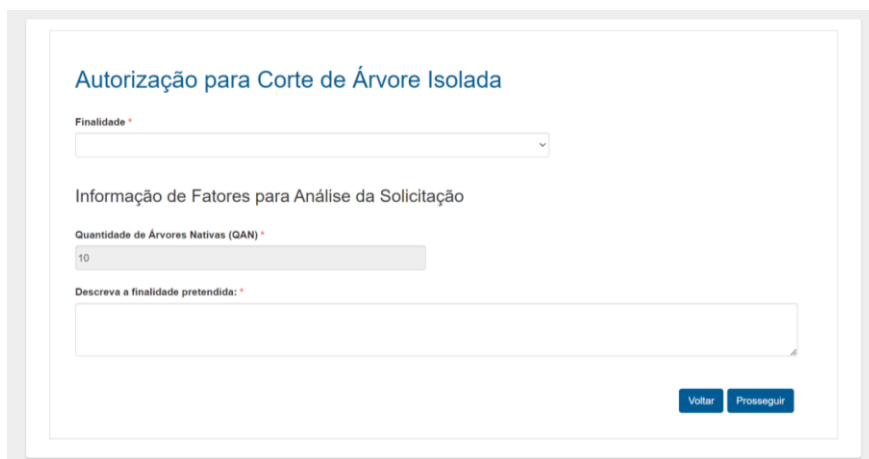 Autorização para Corte de Árvore Isolada
Finalidade *
Informação de Fatores para Análise da Solicitação
Quantidade de Árvores Nativas (QAN) *
10
Descreva a finalidade pretendida: *
Voltar Prosseguir